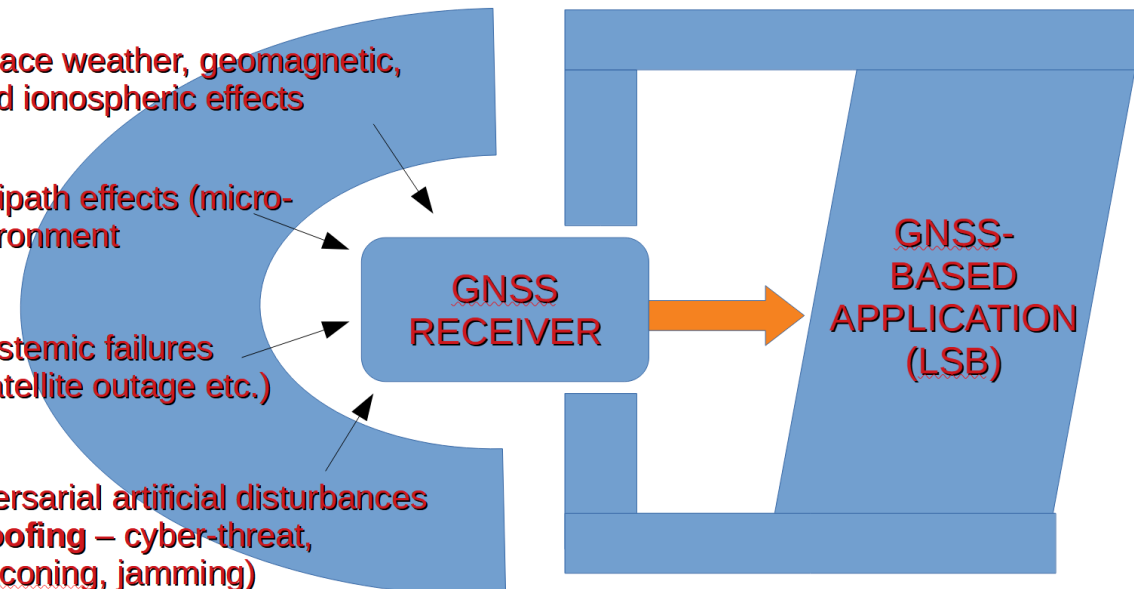 ace weather, geomagnetic,
d ionospheric effects
ipath effects (micro-
ronment
stemic failures
atellite outage etc.)
ersarial artificial disturbances
oofing – cyber-threat,
coning, jamming)
GNSS
RECEIVER
GNSS-
BASED
APPLICATION
(LSB)